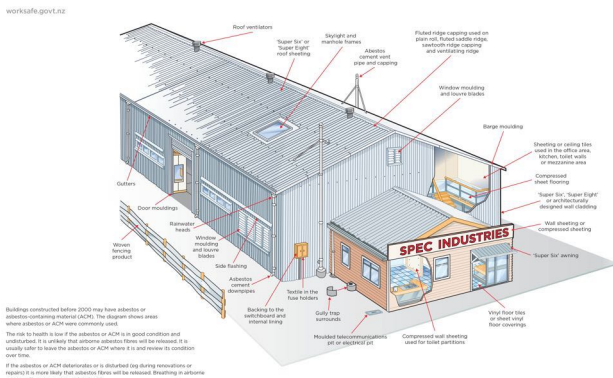 worksafe.govt.nz
Roof ventilators
'Super Six' or
'Super Eight'
roof sheeting
Skyright and
manhole frames
Abestos
cement vent
pipe and capping
Fluted ridge capping used on
plain roll, fluted saddle ridge,
sawtooth ridge capping
and ventilating ridge
Window moulding
and louvre blades
Barge moulding
Sheeting or ceiling tiles
used in the office area,
kitchen, toilet walls
or mezzanine area
Compressed
sheet flooring
'Super Six', 'Super Eight'
or architecturally
designed wall cladding
Wall sheeting or
compressed sheeting
'Super Six' awning
SPEC INDUSTRIES
Gutters
Door mouldings
Woven
fencing
product
Rainwater
heads
Window
moulding
and louvre
blades
Side flashing
Asbestos
cement
downpipes
Backing to the
switchboard and
internal lining
Textile in the
fuse holders
Gully trap
surrounds
Moulded telecommunications
pit or electrical pit
Compressed wall sheeting
used for toilet partitions
Vinyl floor tiles
or sheet vinyl
floor coverings
Buildings constructed before 2000 may have asbestos or
asbestos-containing material (ACM). The diagram shows areas
where asbestos or ACM were commonly used.
The risk to health is low if the asbestos or ACM is in good condition and
undisturbed. It is unlikely that airborne asbestos fibres will be released. It is
usually safer to leave the asbestos or ACM where it is and review its condition
over time.
If the asbestos or ACM deteriorates or is disturbed (eg during renovations or
repairs) it is more likely that asbestos fibres will be released. Breathing in airborne